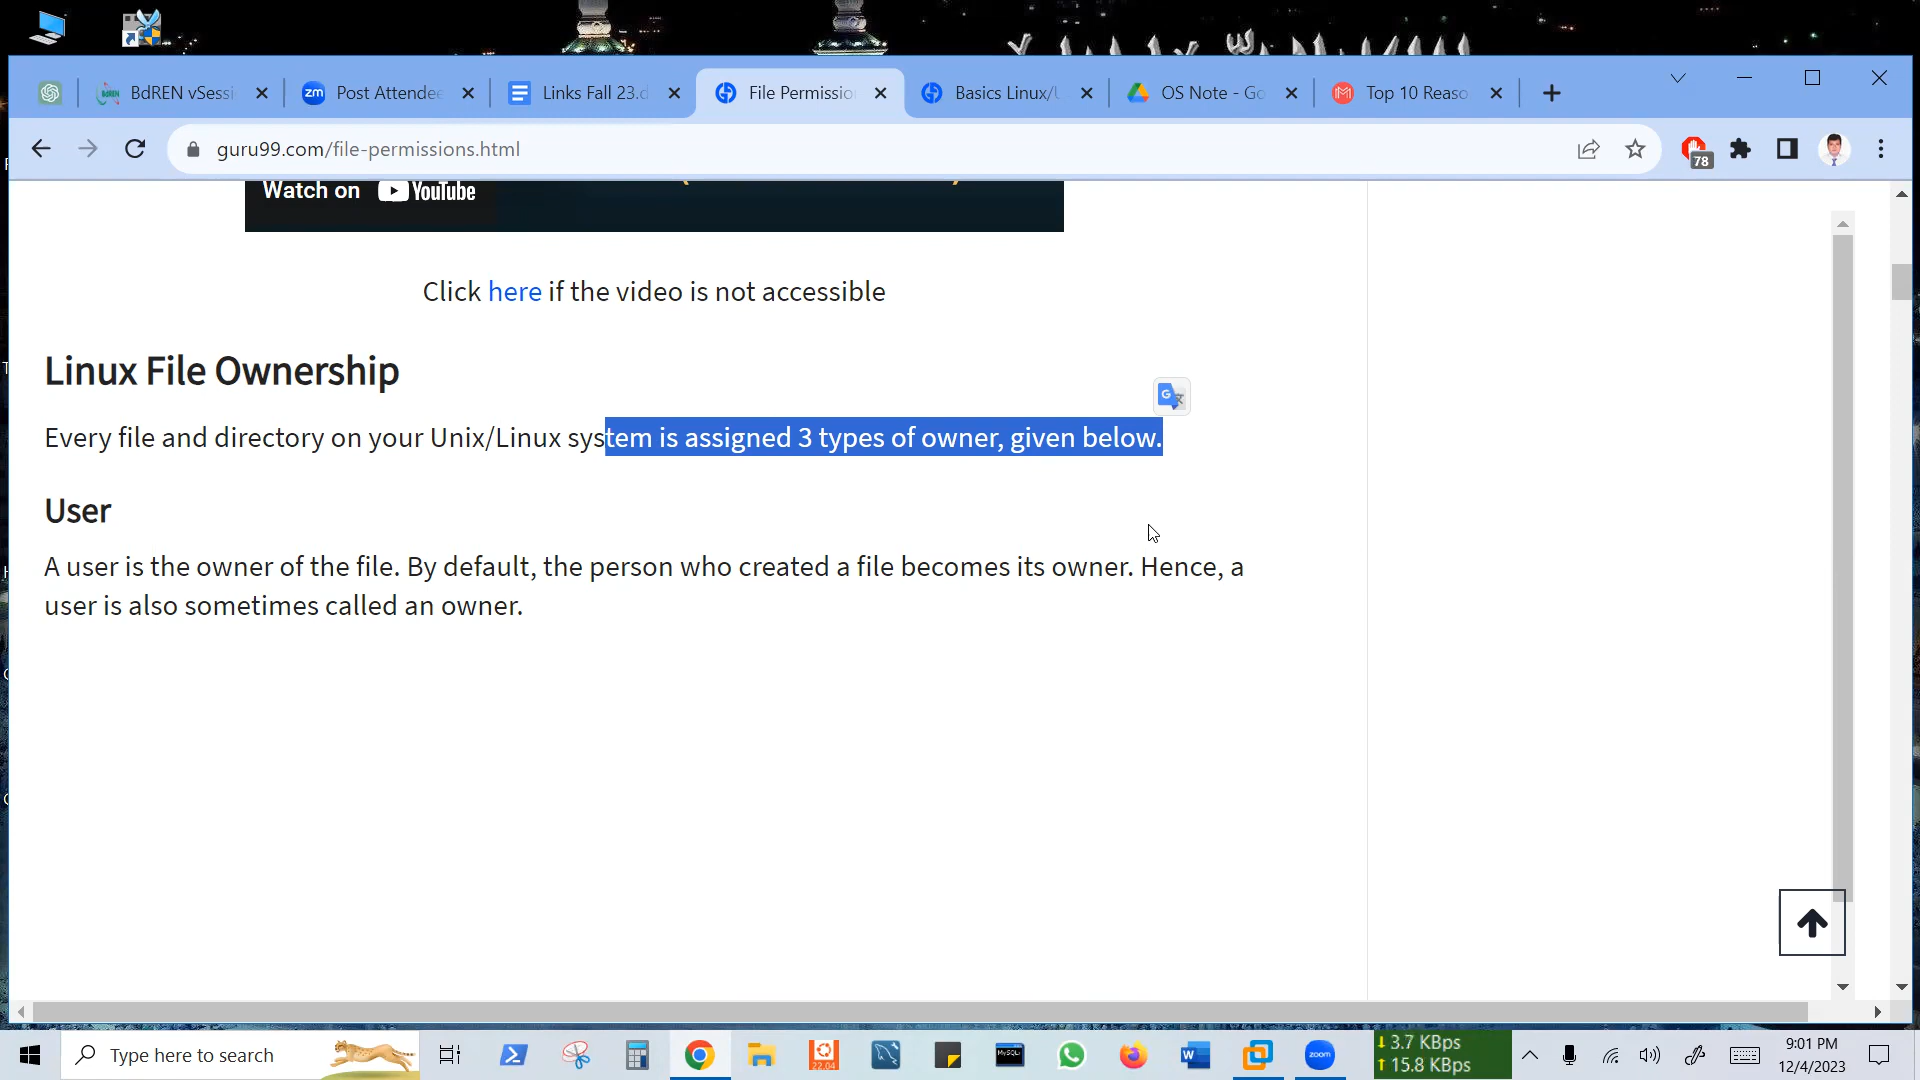 BdREN vSessi
Post Attendee
Links Fall 23.d
File Permissio
Basics Linux/U
OS Note - Go
Top 10 Reaso
guru99.com/file-permissions.html
78
Watch on YouTube
Click here if the video is not accessible
Linux File Ownership
Every file and directory on your Unix/Linux system is assigned 3 types of owner, given below.
User
A user is the owner of the file. By default, the person who created a file becomes its owner. Hence, a
user is also sometimes called an owner.
Type here to search
22.04
MySQL
zoom
3.7 KBps
15.8 KBps
9:01 PM
12/4/2023